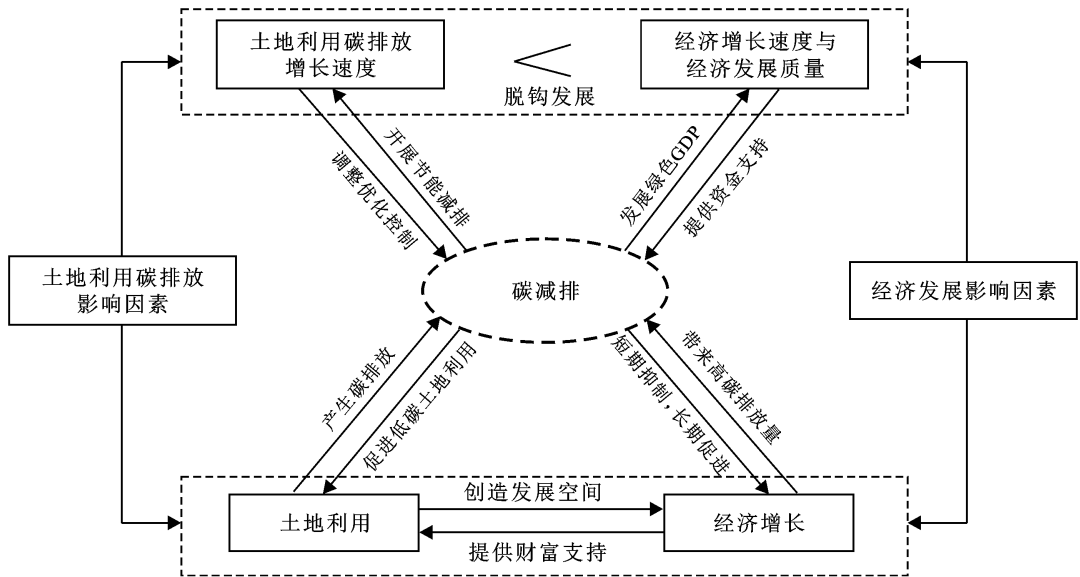 土地利用碳排放
增长速度
<
经济增长速度与
经济发展质量
脱钩发展
调整优化控制
开展节能减排
发展绿色GDP
提供资金支持
土地利用碳排放
影响因素
碳减排
经济发展影响因素
产生碳排放
促进低碳土地利用
短期抑制，长期促进
带来高碳排放量
创造发展空间
土地利用
经济增长
提供财富支持